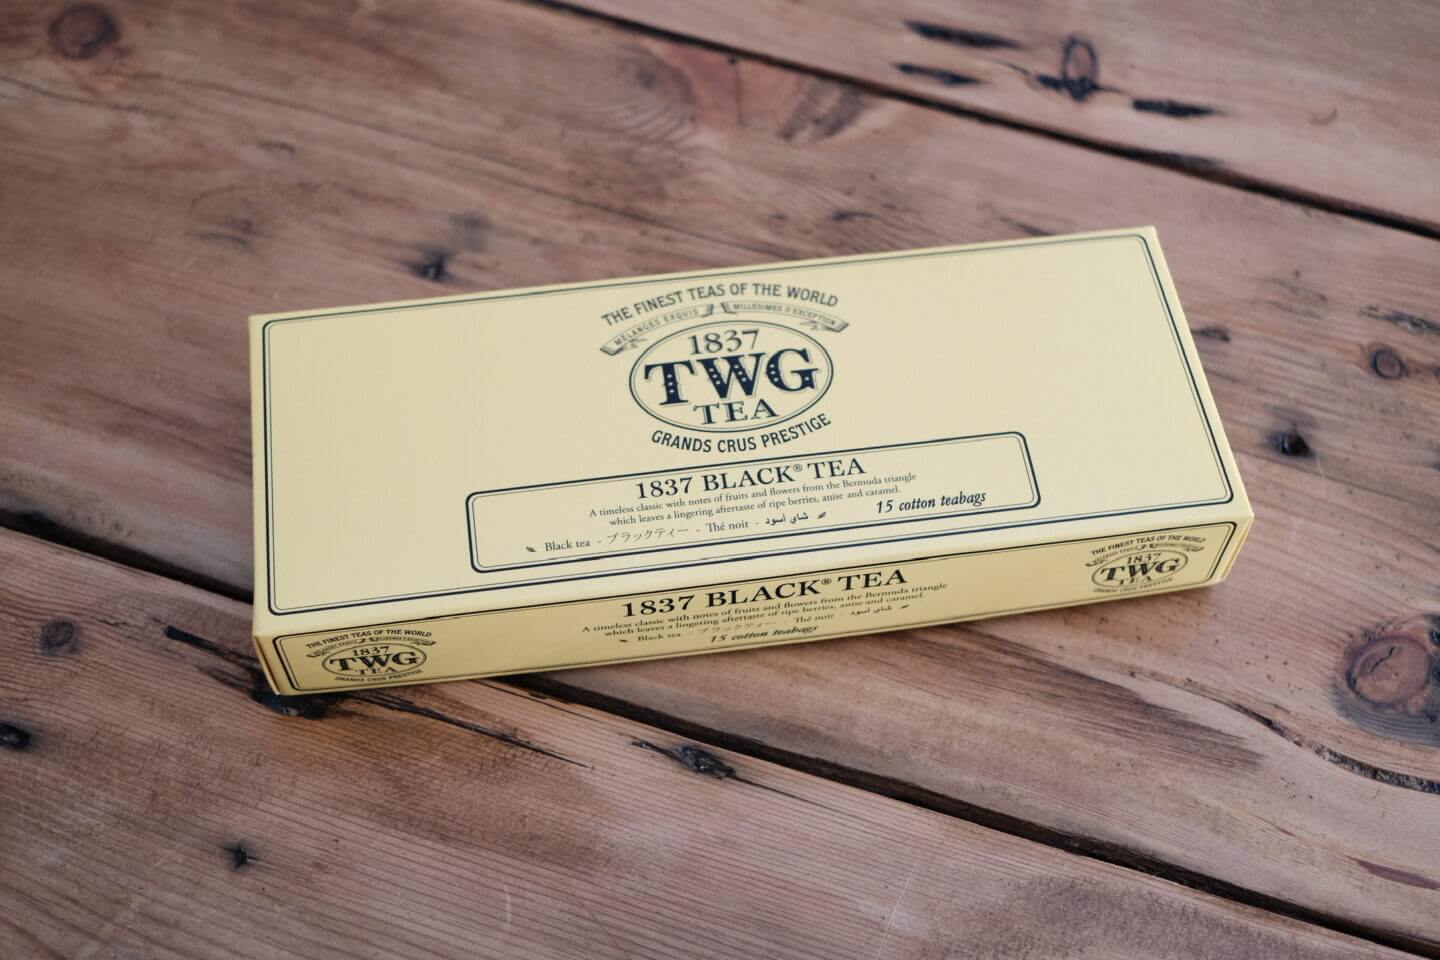 THE FINEST TEAS OF THE WORLD
MÉLANGES EXQUIS MILLÉSIMES D'EXCEPTION
1837
TWG
TEA
GRANDS CRUS PRESTIGE
1837 BLACK® TEA
A timeless classic with notes of fruits and flowers from the Bermuda triangle
which leaves a lingering aftertaste of ripe berries, anise and caramel.
Black tea - ブラックティー - Thé noir - شاي أسود
15 cotton teabags
1837 BLACK® TEA
A timeless classic with notes of fruits and flowers from the Bermuda triangle
which leaves a lingering aftertaste of ripe berries, anise and caramel.
Black tea - ブラックティー - Thé noir - شاي أسود
15 cotton teabags
THE FINEST TEAS OF THE WORLD
1837
TWG
TEA
GRANDS CRUS PRESTIGE
THE FINEST TEAS OF THE WORLD
1837
TWG
TEA
GRANDS CRUS PRESTIGE